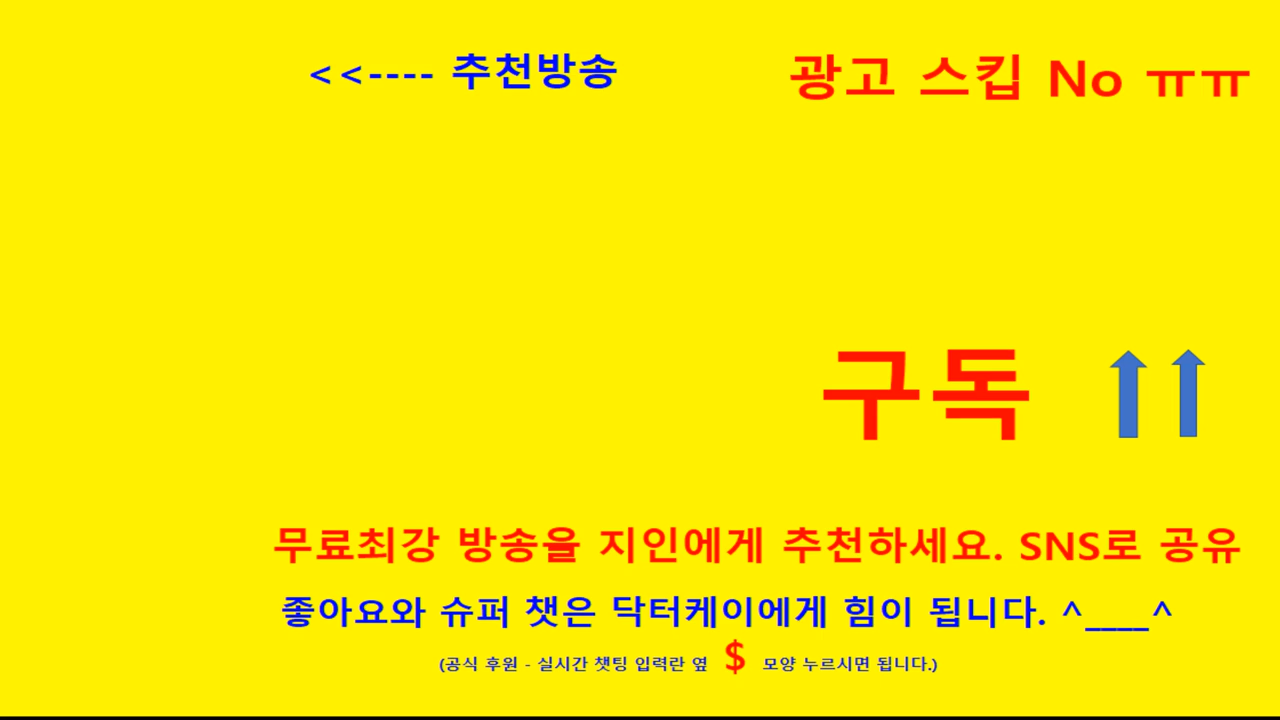 <<---- 추천방송
광고 스킵 No ㅠㅠ
구독
무료최강 방송을 지인에게 추천하세요. SNS로 공유
좋아요와 슈퍼 챗은 닥터케이에게 힘이 됩니다. ^____^
(공식 후원 - 실시간 챗팅 입력란 옆 $ 모양 누르시면 됩니다.)